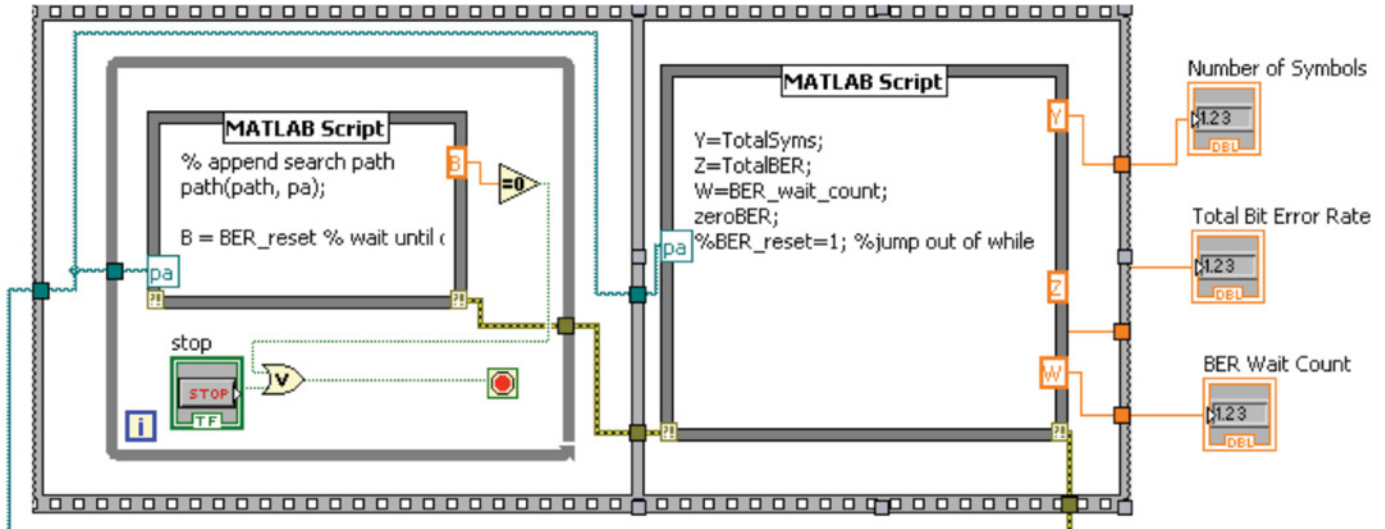 MATLAB Script
% append search path
path(path, pa);
B = BER_reset % wait until
pa
B
=0
?!
?!
stop
STOP
TF
V
i
MATLAB Script
Y=TotalSyms;
Z=TotalBER;
W=BER_wait_count;
zeroBER;
%BER_reset=1; %jump out of while
pa
Y
Z
W
?!
?!
Number of Symbols
1.23
DBL
Total Bit Error Rate
1.23
DBL
BER Wait Count
1.23
DBL